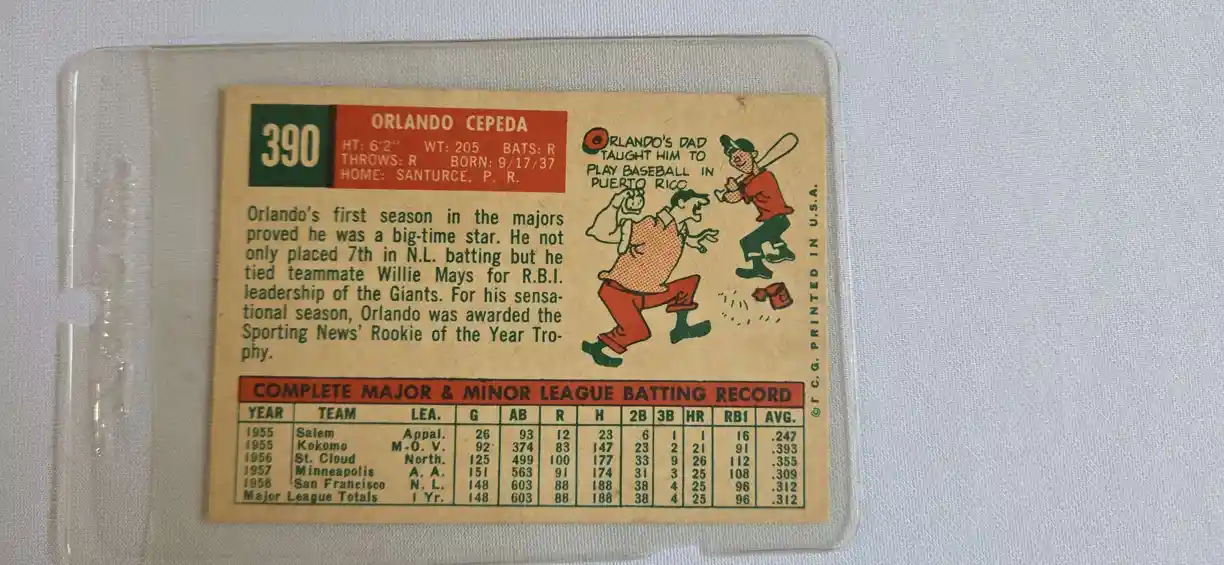 390
ORLANDO CEPEDA
HT: 6'2" WT: 205 BATS: R
THROWS: R BORN: 9/17/37
HOME: SANTURCE, P. R.
ORLANDO'S DAD
TAUGHT HIM TO
PLAY BASEBALL IN
PUERTO RICO
Orlando's first season in the majors
proved he was a big-time star. He not
only placed 7th in N.L. batting but he
tied teammate Willie Mays for R.B.I.
leadership of the Giants. For his sensa-
tional season, Orlando was awarded the
Sporting News' Rookie of the Year Tro-
phy.
COMPLETE MAJOR & MINOR LEAGUE BATTING RECORD
YEAR TEAM LEA. G AB R H 2B 3B HR RBI AVG.
1955 Salem Appal. 26 93 12 23 6 1 1 16 .247
1955 Kokomo M-O. V. 92 374 83 147 23 2 21 91 .393
1956 St. Cloud North. 125 499 100 177 33 9 26 112 .355
1957 Minneapolis A. A. 151 563 91 174 31 3 25 108 .309
1958 San Francisco N. L. 148 603 88 188 38 4 25 96 .312
Major League Totals 1 Yr. 148 603 88 188 38 4 25 96 .312
© T. C. G. PRINTED IN U.S.A.